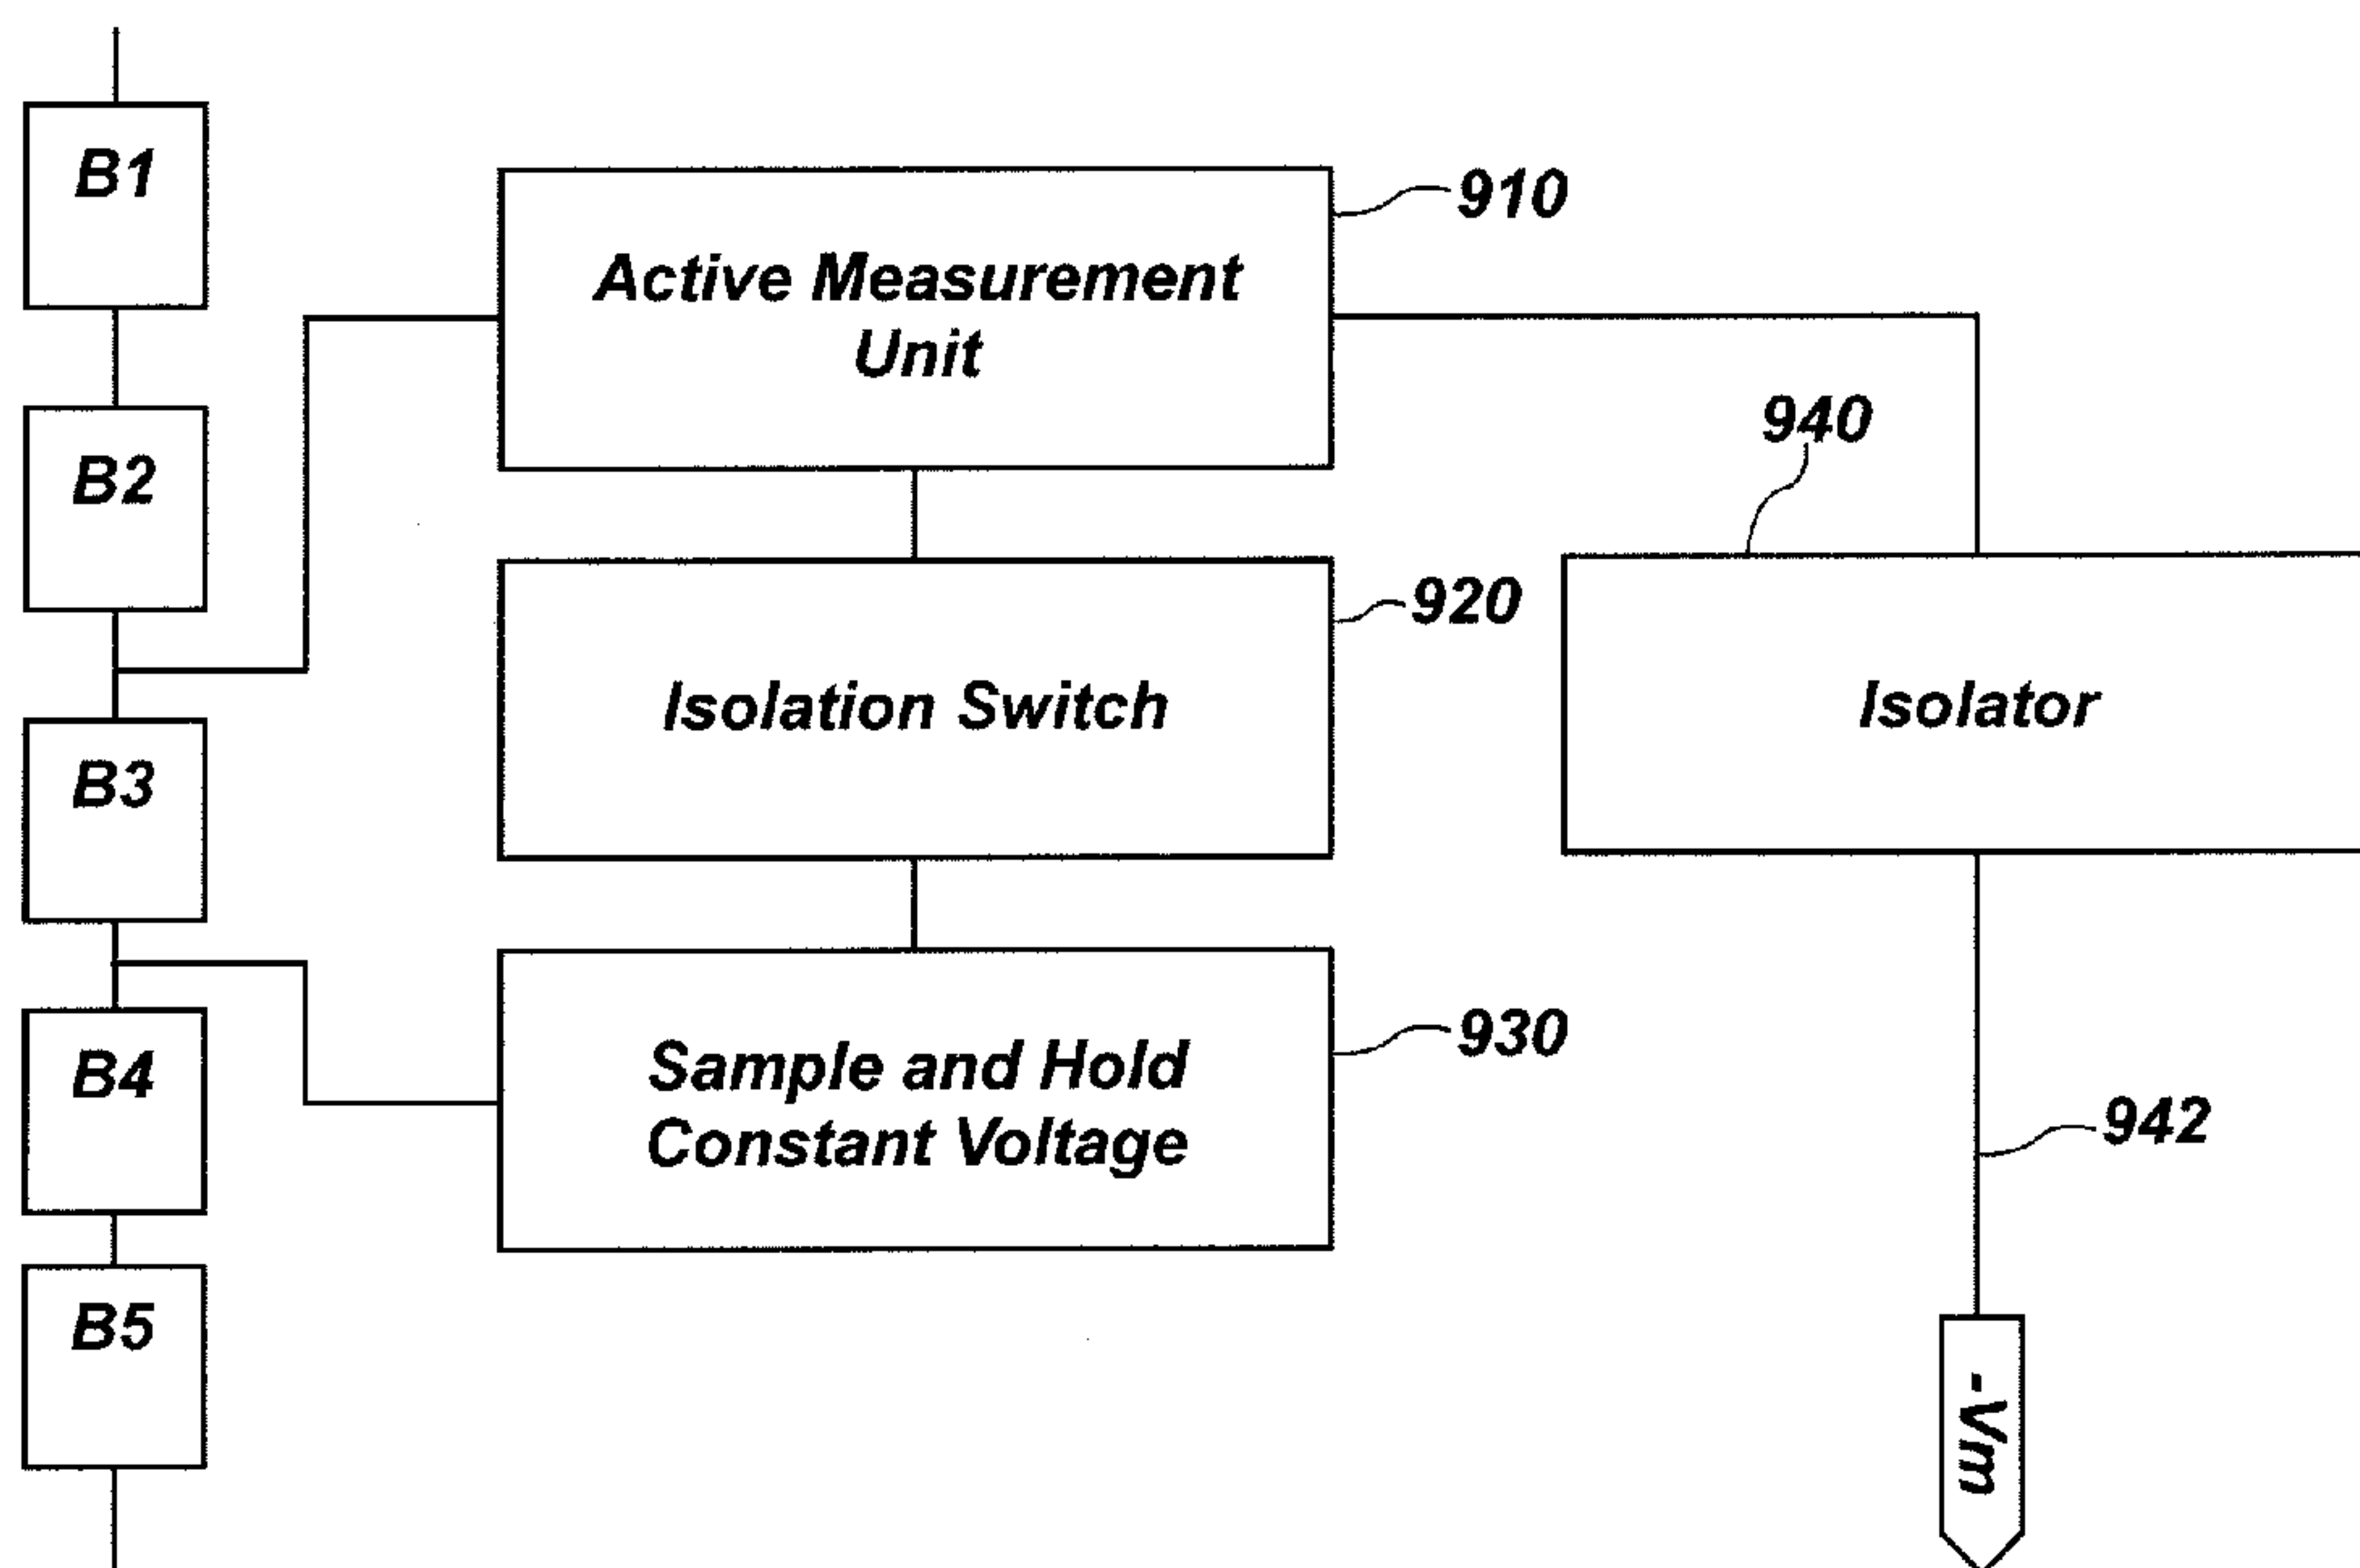 B1
B2
B3
B4
B5
Active Measurement
Unit
910
Isolation Switch
920
Sample and Hold
Constant Voltage
930
940
Isolator
942
-Vm